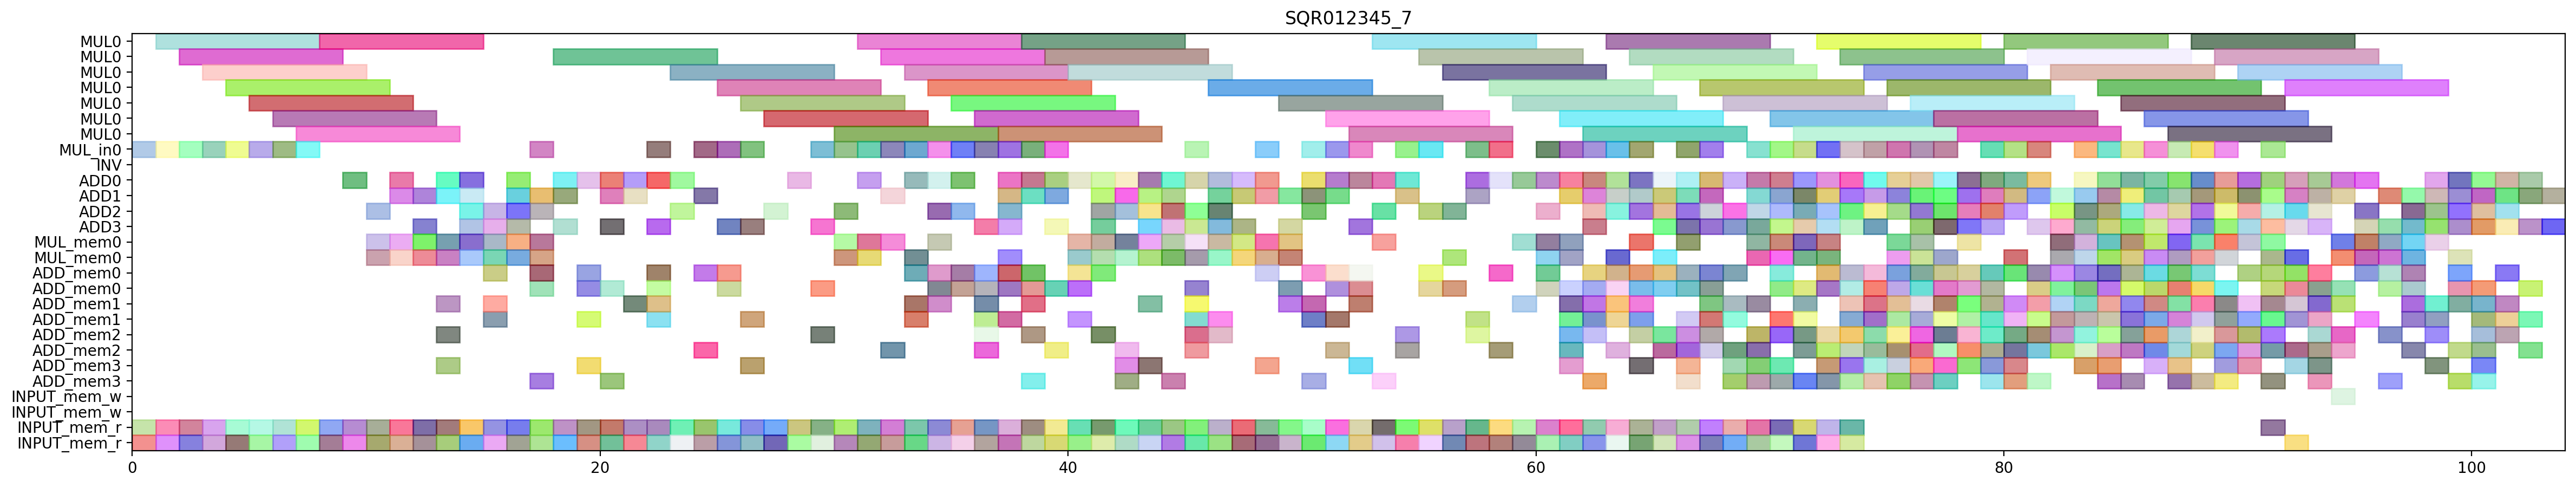 SQR012345_7
MUL0
MUL0
MUL0
MUL0
MUL0
MUL0
MUL0
MUL_in0
INV
ADD0
ADD1
ADD2
ADD3
MUL_mem0
MUL_mem0
ADD_mem0
ADD_mem0
ADD_mem1
ADD_mem1
ADD_mem2
ADD_mem2
ADD_mem3
ADD_mem3
INPUT_mem_w
INPUT_mem_w
INPUT_mem_r
INPUT_mem_r
0 20 40 60 80 100